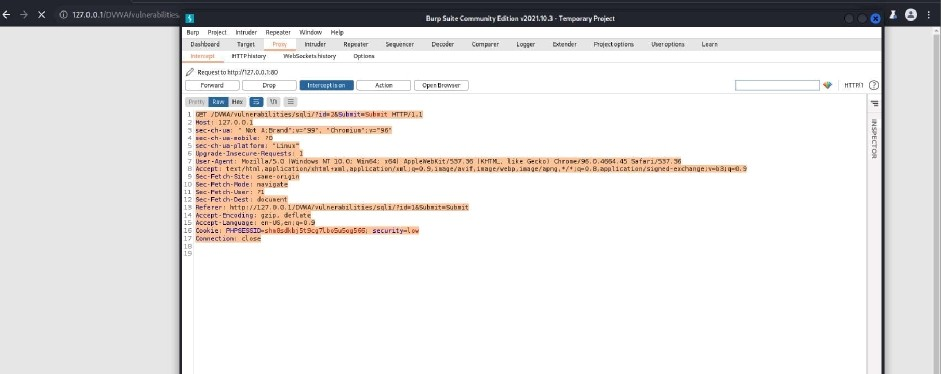 127.0.0.1/DVWA/vulnerabilities
Burp Suite Community Edition v2021.10.3 - Temporary Project
Burp Project Intruder Repeater Window Help
Dashboard Target Proxy Intruder Repeater Sequencer Decoder Comparer Logger Extender Project options User options Learn
Intercept HTTP history WebSockets history Options
Request to http://127.0.0.1:80
Forward Drop Intercept is on Action Open Browser HTTP/1 ?
Pretty Raw Hex \n
INSPECTOR
1 GET /DVWA/vulnerabilities/sqli/?id=2&Submit=Submit HTTP/1.1
2 Host: 127.0.0.1
3 sec-ch-ua: " Not A;Brand";v="99", "Chromium";v="96"
4 sec-ch-ua-mobile: ?0
5 sec-ch-ua-platform: "Linux"
6 Upgrade-Insecure-Requests: 1
7 User-Agent: Mozilla/5.0 (Windows NT 10.0; Win64; x64) AppleWebKit/537.36 (KHTML, like Gecko) Chrome/96.0.4664.45 Safari/537.36
8 Accept: text/html,application/xhtml+xml,application/xml;q=0.9,image/avif,image/webp,image/apng,*/*;q=0.8,application/signed-exchange;v=b3;q=0.9
9 Sec-Fetch-Site: same-origin
10 Sec-Fetch-Mode: navigate
11 Sec-Fetch-User: ?1
12 Sec-Fetch-Dest: document
13 Referer: http://127.0.0.1/DVWA/vulnerabilities/sqli/?id=1&Submit=Submit
14 Accept-Encoding: gzip, deflate
15 Accept-Language: en-US,en;q=0.9
16 Cookie: security=low
17 Connection: close
18
19